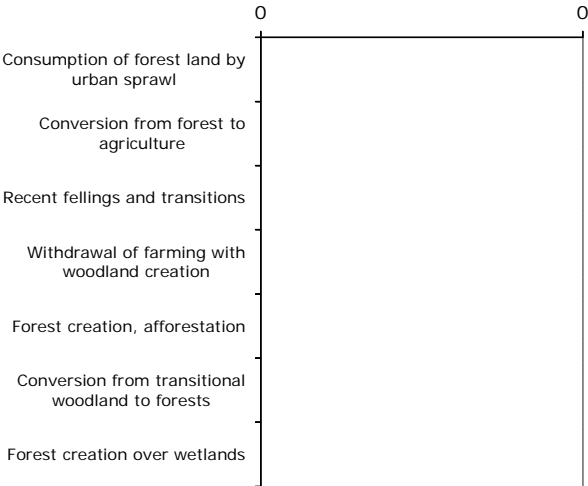 0 0
Consumption of forest land by
urban sprawl
Conversion from forest to
agriculture
Recent fellings and transitions
Withdrawal of farming with
woodland creation
Forest creation, afforestation
Conversion from transitional
woodland to forests
Forest creation over wetlands